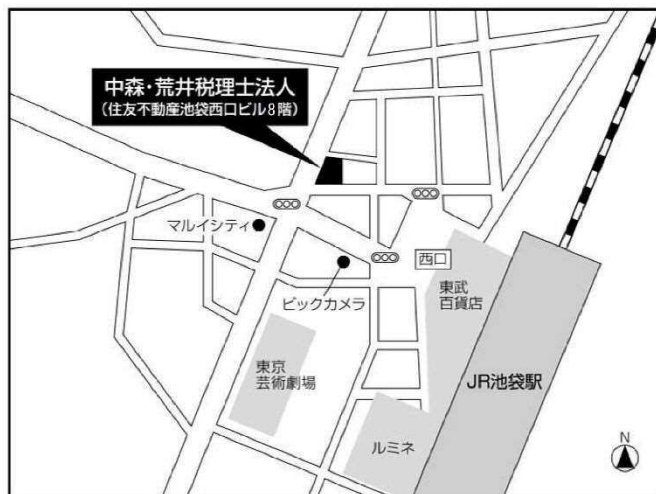 中森・荒井税理士法人
(住友不動産池袋西口ビル8階)
マルイシティ
西口
ビックカメラ
東武
百貨店
東京
芸術劇場
JR池袋駅
ルミネ
N